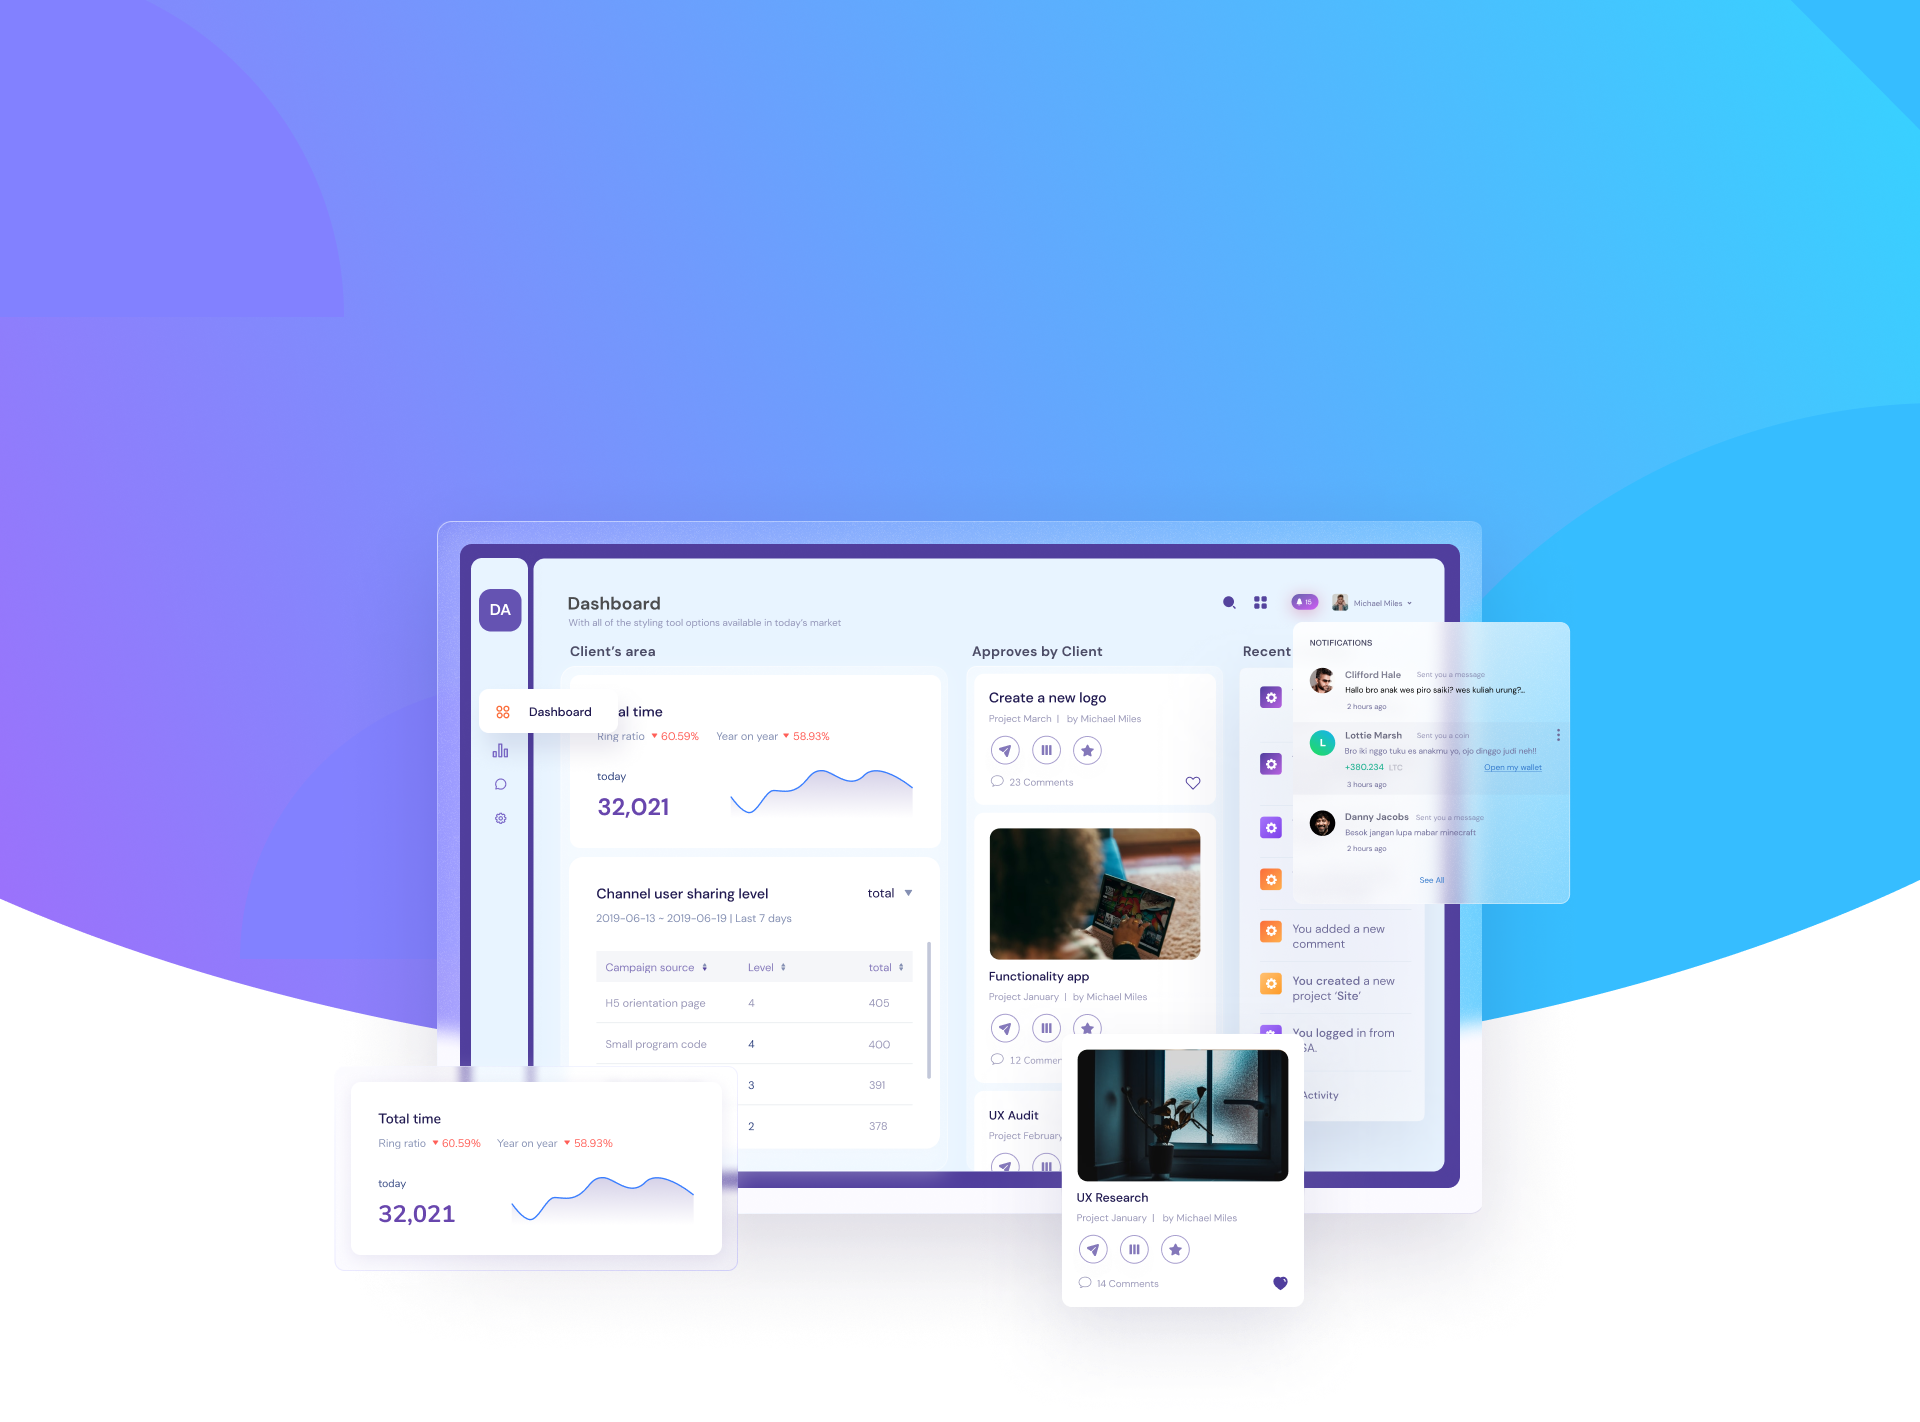 DA
Dashboard
With all of the styling tool options available in today's market
15
Michael Miles
Client's area
Approves by Client
Recent
Dashboard
al time
Ring ratio 60.59% Year on year 58.93%
today
32,021
Channel user sharing level
total
2019-06-13 ~ 2019-06-19 | Last 7 days
Campaign source Level total
H5 orientation page 4 405
Small program code 4 400
3 391
2 378
Create a new logo
Project March | by Michael Miles
23 Comments
Functionality app
Project January | by Michael Miles
12 Commen
UX Audit
Project February
NOTIFICATIONS
Clifford Hale Sent you a message
Hallo bro anak wes piro saiki? wes kuliah urung?...
2 hours ago
L
Lottie Marsh Sent you a coin
Bro iki nggo tuku es anakmu yo, ojo dinggo judi neh!!
+380.234 LTC
Open my wallet
3 hours ago
Danny Jacobs Sent you a message
Besok jangan lupa mabar minecraft
2 hours ago
See All
You added a new
comment
You created a new
project 'Site'
You logged in from
SA.
Activity
Total time
Ring ratio 60.59% Year on year 58.93%
today
32,021
UX Research
Project January | by Michael Miles
14 Comments